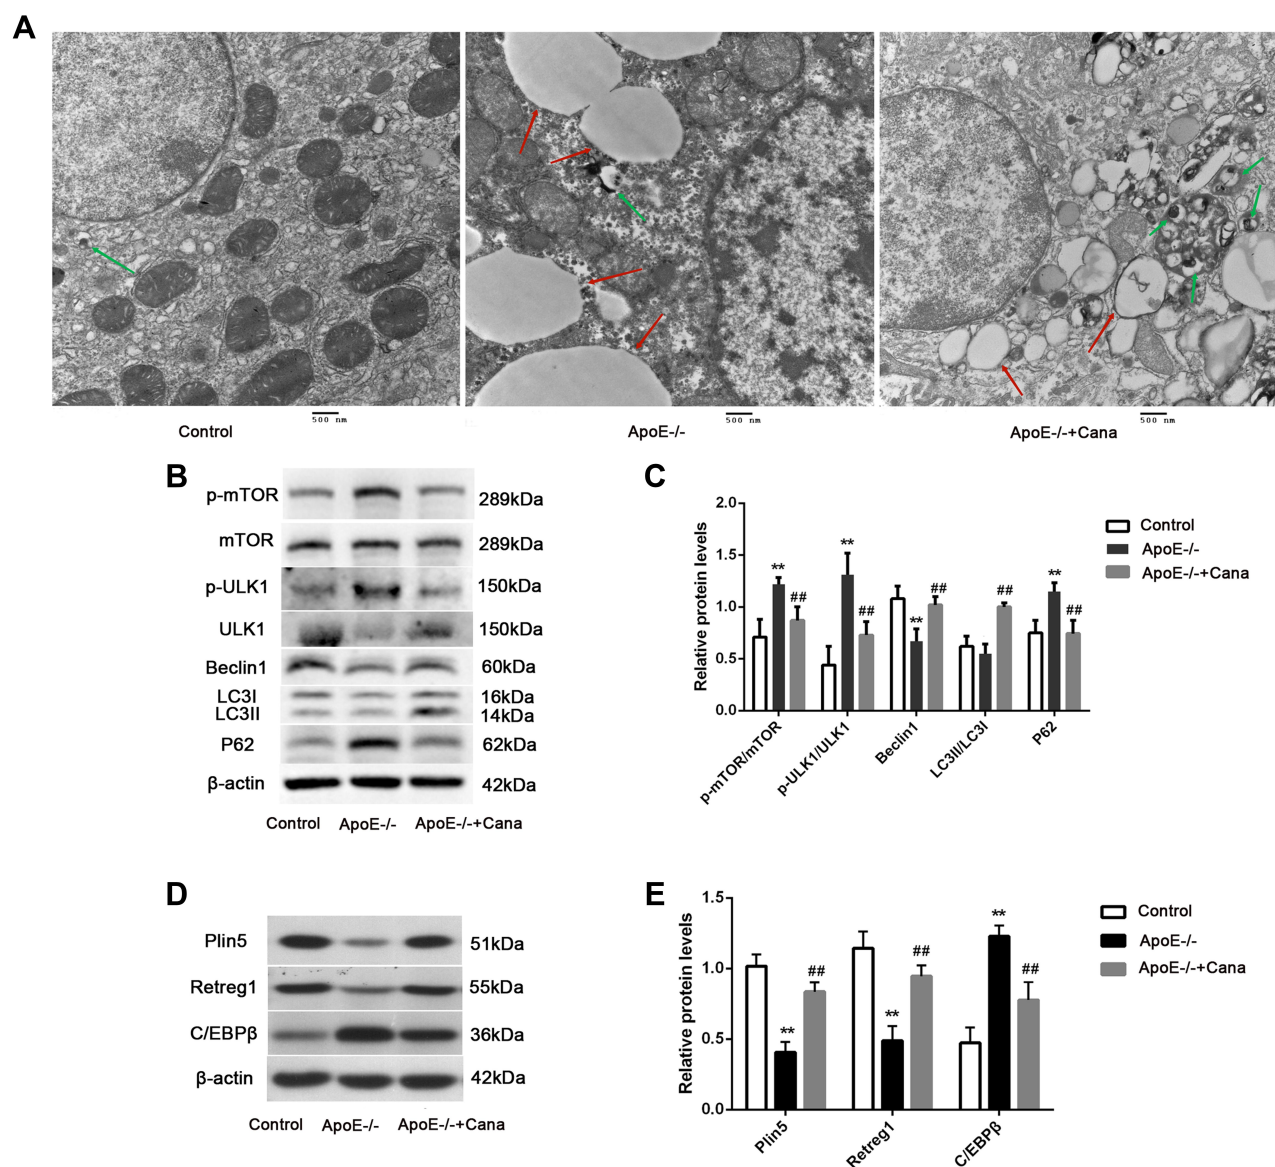 A
500 nm
500 nm
500 nm
Control
ApoE-/-
ApoE-/-+Cana
B
p-mTOR
289kDa
mTOR
289kDa
p-ULK1
150kDa
ULK1
150kDa
Beclin1
60kDa
LC3I
16kDa
LC3II
14kDa
P62
62kDa
β-actin
42kDa
Control
ApoE-/-
ApoE-/-+Cana
C
Relative protein levels
2.0
1.5
1.0
0.5
0.0
**
##
**
##
**
##
##
**
##
p-mTOR/mTOR
p-ULK1/ULK1
Beclin1
LC3II/LC3I
P62
Control
ApoE-/-
ApoE-/-+Cana
D
Plin5
51kDa
Retreg1
55kDa
C/EBPβ
36kDa
β-actin
42kDa
Control
ApoE-/-
ApoE-/-+Cana
E
Relative protein levels
1.5
1.0
0.5
0.0
**
##
**
##
**
##
Plin5
Retreg1
C/EBPβ
Control
ApoE-/-
ApoE-/-+Cana